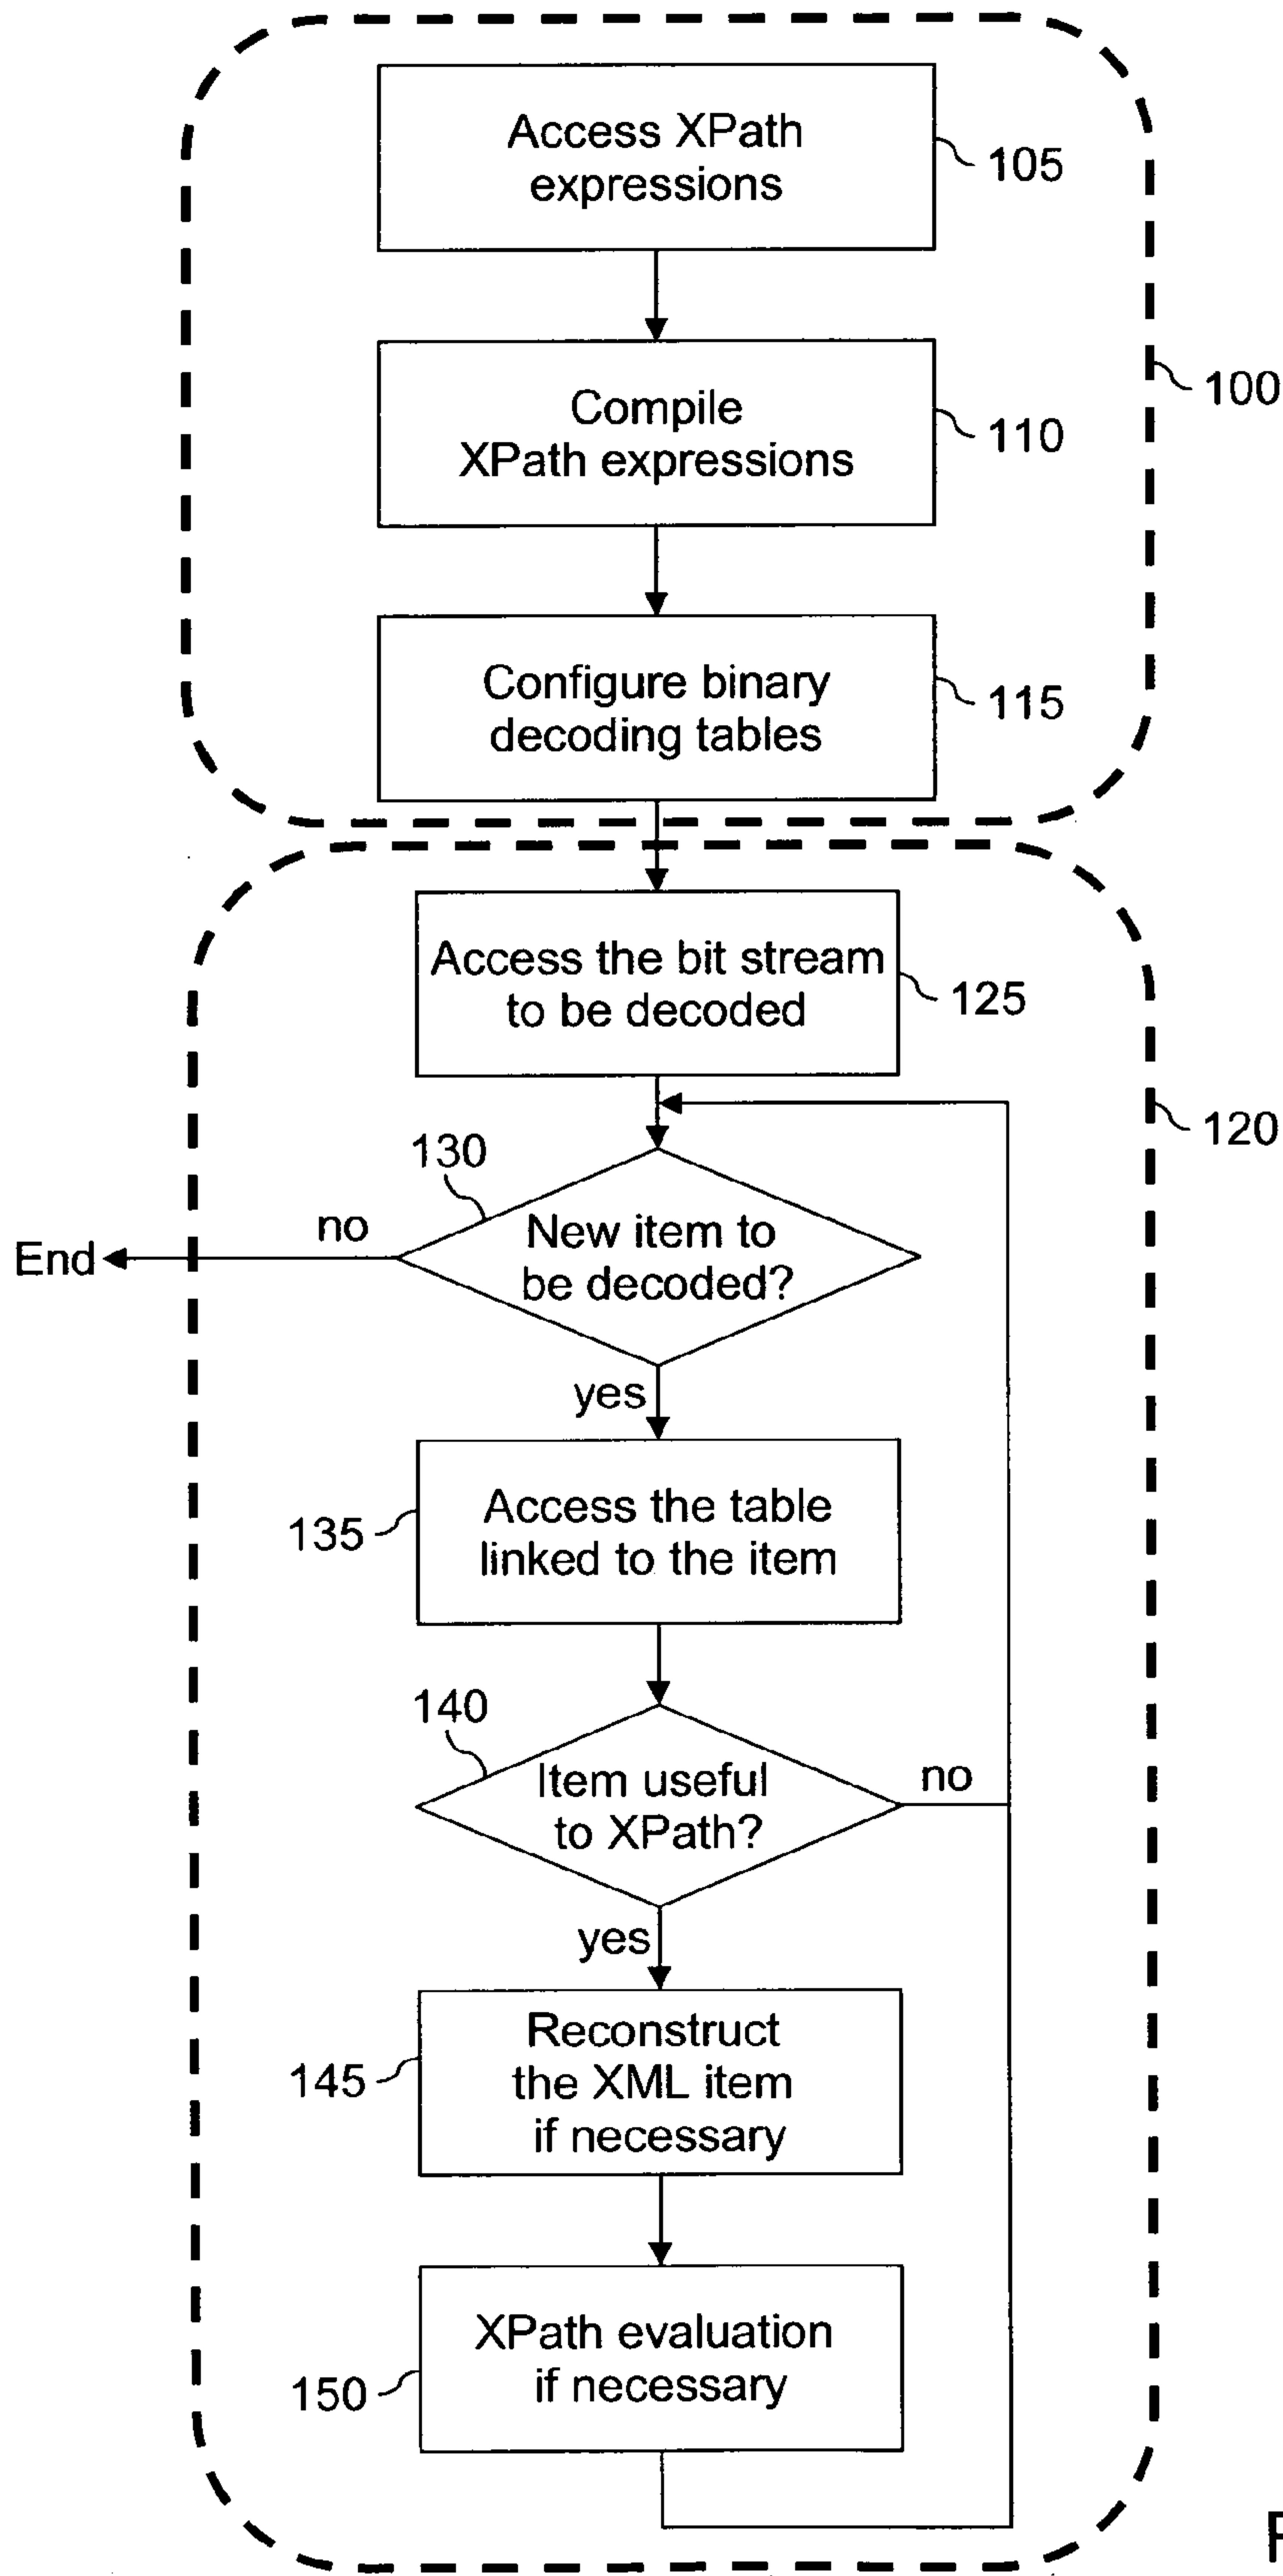 Access XPath
expressions
105
Compile
XPath expressions
110
100
Configure binary
decoding tables
115
Access the bit stream
to be decoded
125
120
130
New item to
be decoded?
no
End
yes
Access the table
linked to the item
135
140
Item useful
to XPath?
no
yes
Reconstruct
the XML item
if necessary
145
XPath evaluation
if necessary
150